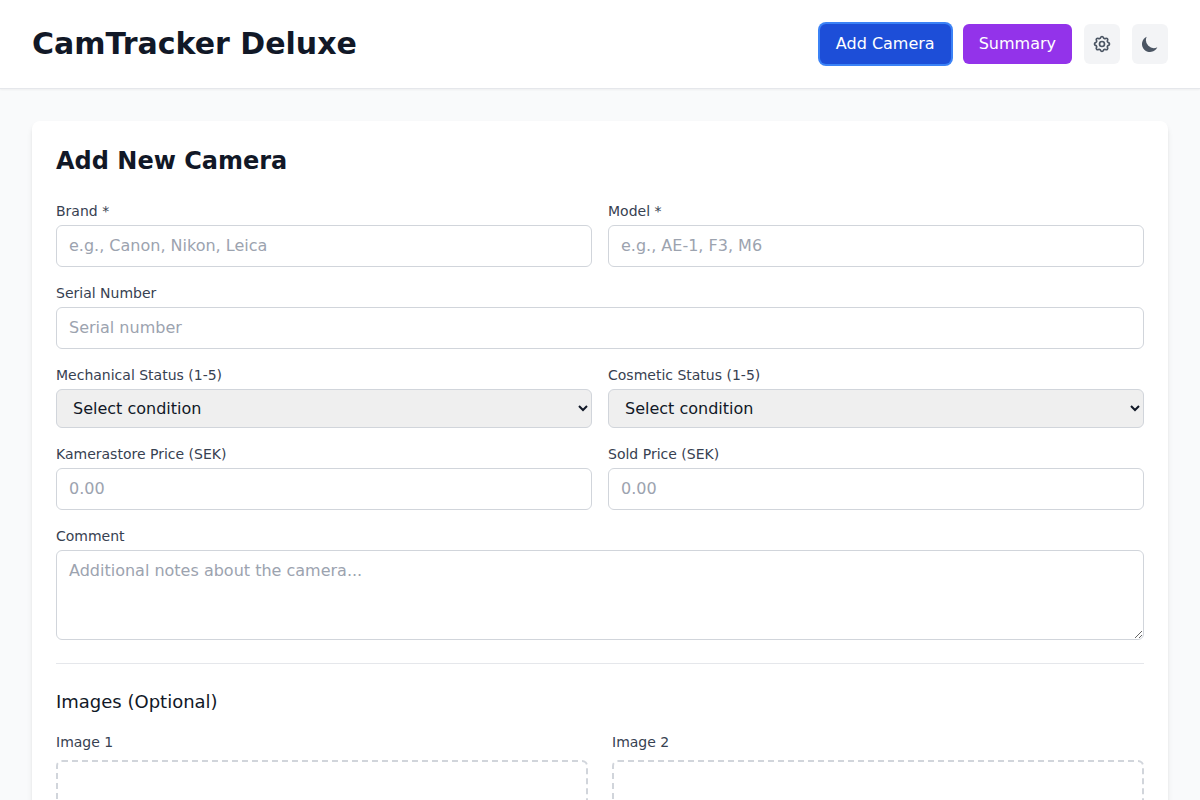 CamTracker Deluxe
Add Camera
Summary
Add New Camera
Brand *
Model *
e.g., Canon, Nikon, Leica
e.g., AE-1, F3, M6
Serial Number
Serial number
Mechanical Status (1-5)
Cosmetic Status (1-5)
Select condition
Select condition
Kamerastore Price (SEK)
Sold Price (SEK)
0.00
0.00
Comment
Additional notes about the camera...
Images (Optional)
Image 1
Image 2